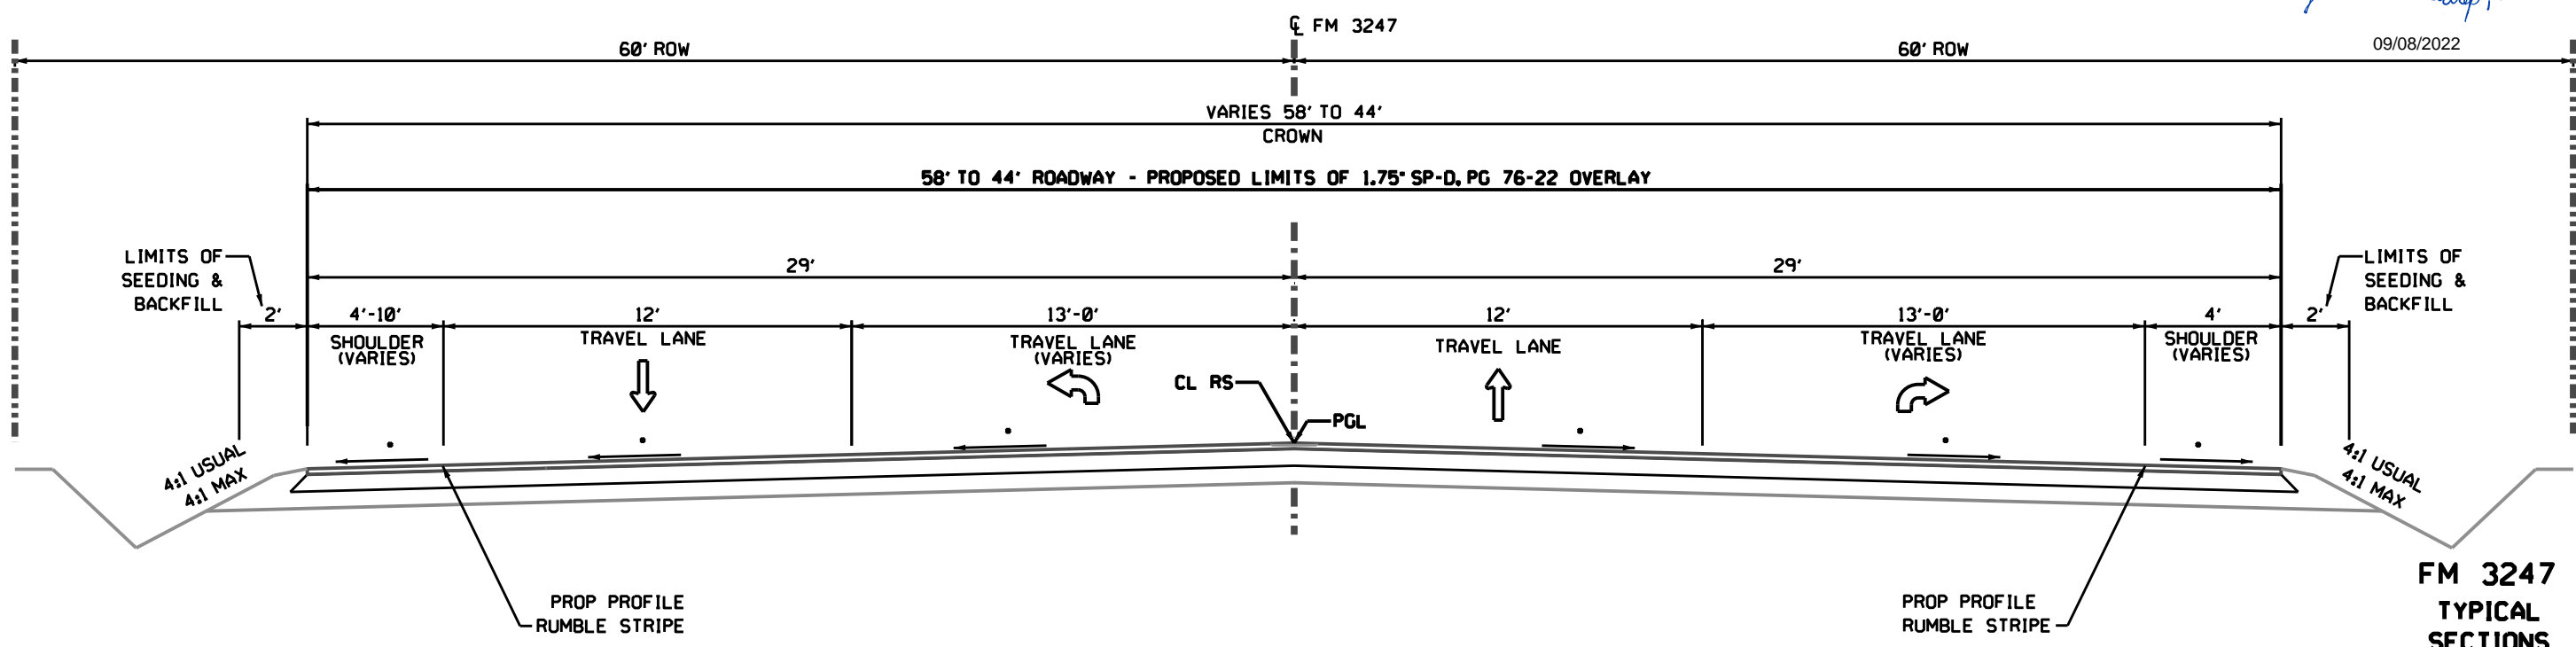 ℄ FM 3247
60' ROW
60' ROW
09/08/2022
VARIES 58' TO 44'
CROWN
58' TO 44' ROADWAY - PROPOSED LIMITS OF 1.75" SP-D, PG 76-22 OVERLAY
LIMITS OF
SEEDING &
BACKFILL
29'
29'
LIMITS OF
SEEDING &
BACKFILL
2'
4'-10'
12'
13'-0'
12'
13'-0'
4'
2'
SHOULDER
(VARIES)
TRAVEL LANE
TRAVEL LANE
(VARIES)
TRAVEL LANE
TRAVEL LANE
(VARIES)
SHOULDER
(VARIES)
CL RS
PGL
4:1 USUAL
4:1 MAX
4:1 USUAL
4:1 MAX
PROP PROFILE
RUMBLE STRIPE
PROP PROFILE
RUMBLE STRIPE
FM 3247
TYPICAL
SECTIONS